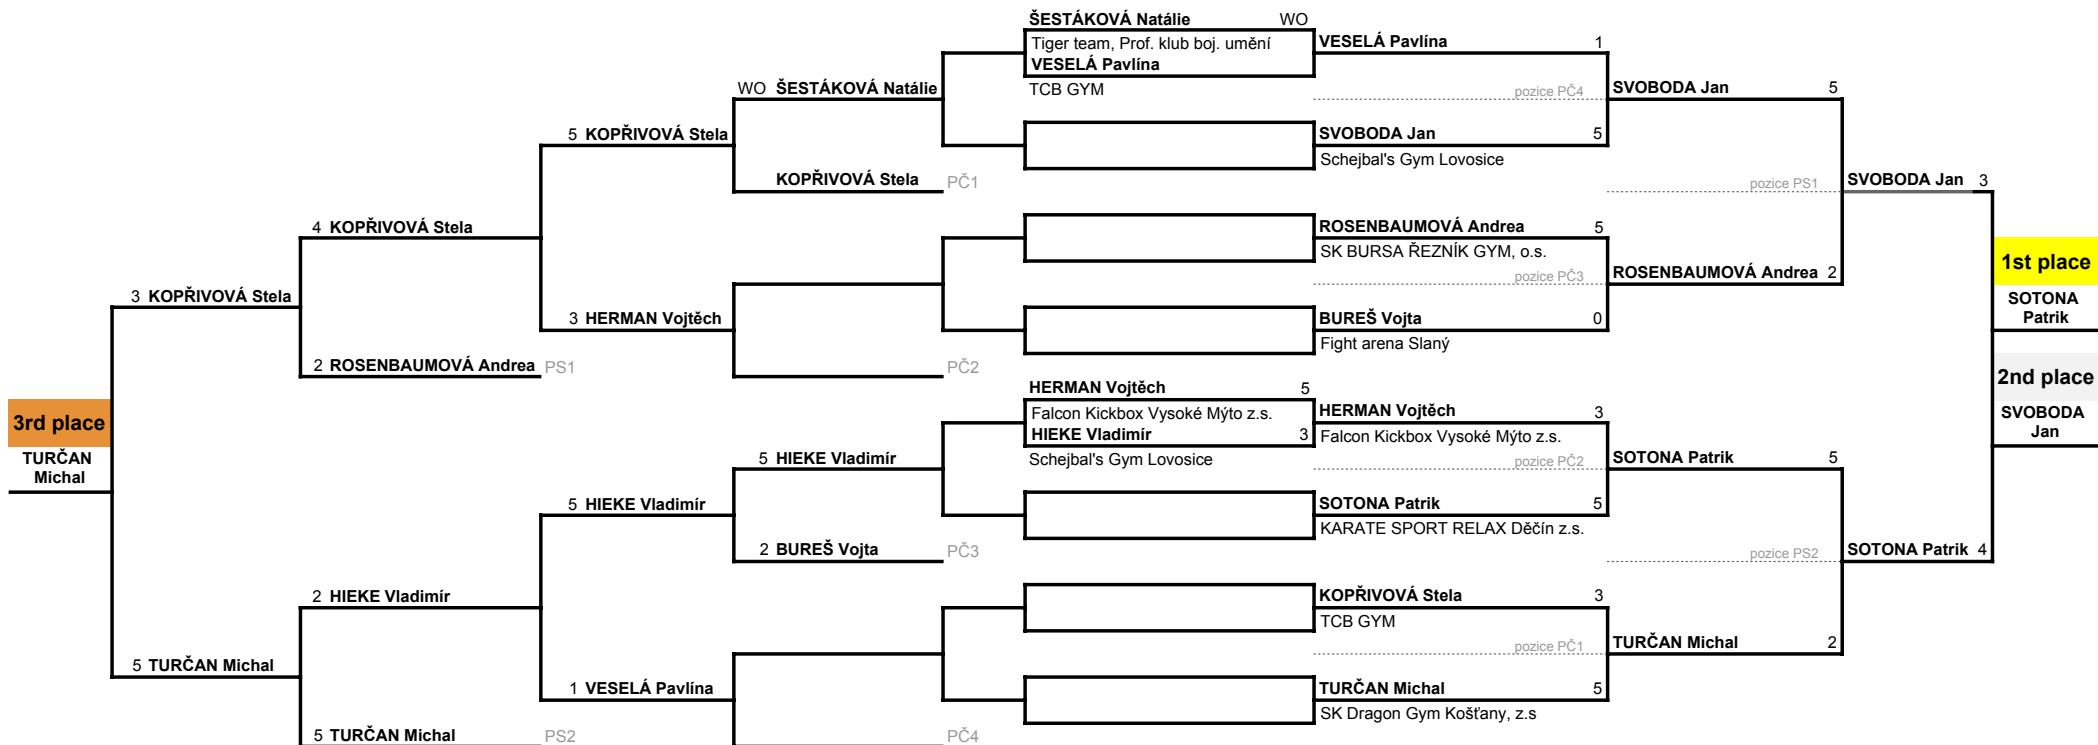 ŠESTÁKOVÁ Natálie WO
Tiger team, Prof. klub boj. umění
VESELÁ Pavlína
TCB GYM
VESELÁ Pavlína 1
pozice PČ4
SVOBODA Jan 5
Schejbal's Gym Lovosice
SVOBODA Jan 5
pozice PS1
ROSENBAUMOVÁ Andrea 5
SK BURSA ŘEZNÍK GYM, o.s.
pozice PČ3
ROSENBAUMOVÁ Andrea 2
BUREŠ Vojta 0
Fight arena Slaný
SVOBODA Jan 3
HERMAN Vojtěch 5
Falcon Kickbox Vysoké Mýto z.s.
HIEKE Vladimír 3
Schejbal's Gym Lovosice
HERMAN Vojtěch 3
Falcon Kickbox Vysoké Mýto z.s.
pozice PČ2
SOTONA Patrik 5
SOTONA Patrik 5
KARATE SPORT RELAX Děčín z.s.
pozice PS2
SOTONA Patrik 4
KOPŘIVOVÁ Stela 3
TCB GYM
pozice PČ1
TURČAN Michal 2
TURČAN Michal 5
SK Dragon Gym Košťany, z.s
1st place
SOTONA
Patrik
2nd place
SVOBODA
Jan
WO ŠESTÁKOVÁ Natálie
5 KOPŘIVOVÁ Stela
KOPŘIVOVÁ Stela PČ1
4 KOPŘIVOVÁ Stela
3 KOPŘIVOVÁ Stela
3 HERMAN Vojtěch
2 ROSENBAUMOVÁ Andrea PS1
PČ2
3rd place
TURČAN
Michal
5 HIEKE Vladimír
5 HIEKE Vladimír
2 BUREŠ Vojta PČ3
2 HIEKE Vladimír
5 TURČAN Michal
1 VESELÁ Pavlína
5 TURČAN Michal PS2
PČ4